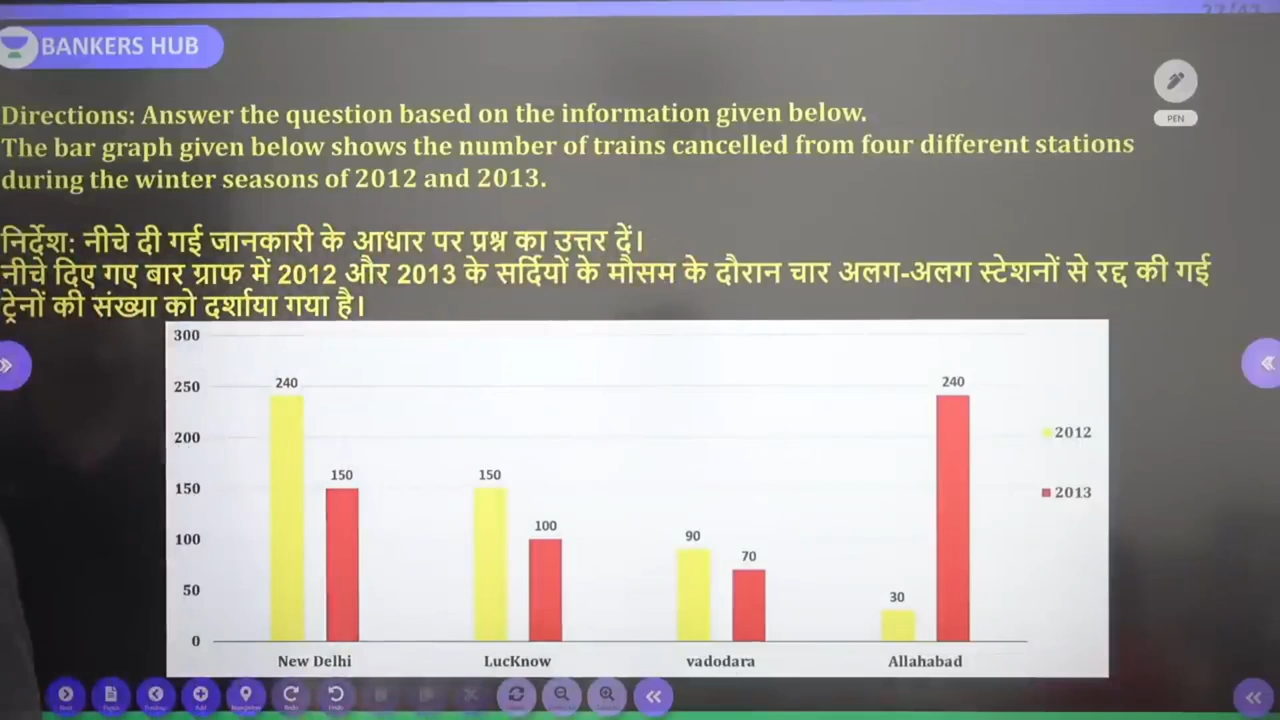 BANKERS HUB
PEN
Directions: Answer the question based on the information given below.
The bar graph given below shows the number of trains cancelled from four different stations
during the winter seasons of 2012 and 2013.
निर्देश: नीचे दी गई जानकारी के आधार पर प्रश्न का उत्तर दें।
नीचे दिए गए बार ग्राफ में 2012 और 2013 के सर्दियों के मौसम के दौरान चार अलग-अलग स्टेशनों से रद्द की गई
ट्रेनों की संख्या को दर्शाया गया है।
300
250
200
150
100
50
0
240
150
150
100
90
70
30
240
2012
2013
New Delhi
LucKnow
vadodara
Allahabad